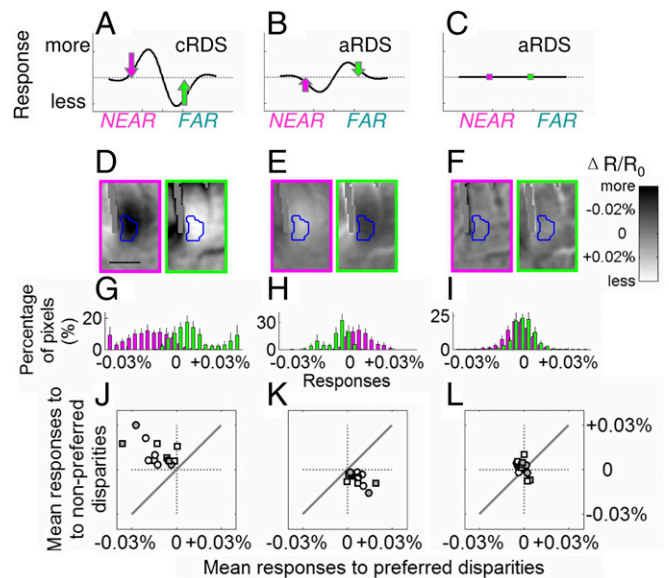 A B C
cRDS aRDS aRDS
Response
more
less
NEAR FAR NEAR FAR NEAR FAR
D E F
Δ R/R0
more
-0.02%
0
+0.02%
less
G H I
Percentage
of pixels
(%)
20
10
0
30
0
25
0
-0.03% 0 +0.03% -0.03% 0 +0.03% -0.03% 0 +0.03%
Responses
J K L
Mean responses
to non-preferred
disparities
+0.03%
0
-0.03%
-0.03% 0 +0.03% -0.03% 0 +0.03% -0.03% 0 +0.03%
Mean responses to preferred disparities